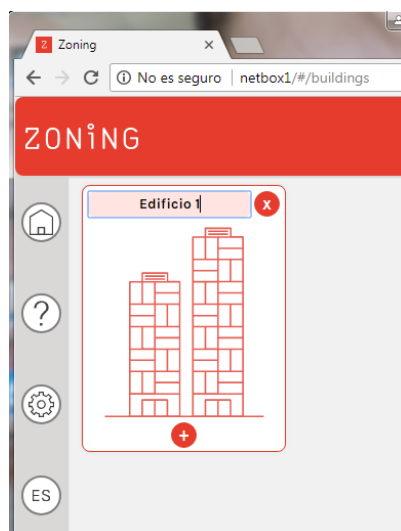 Z Zoning
No es seguro | netbox1/#/buildings
ZONiNG
Edificio 1
x
?
+
ES